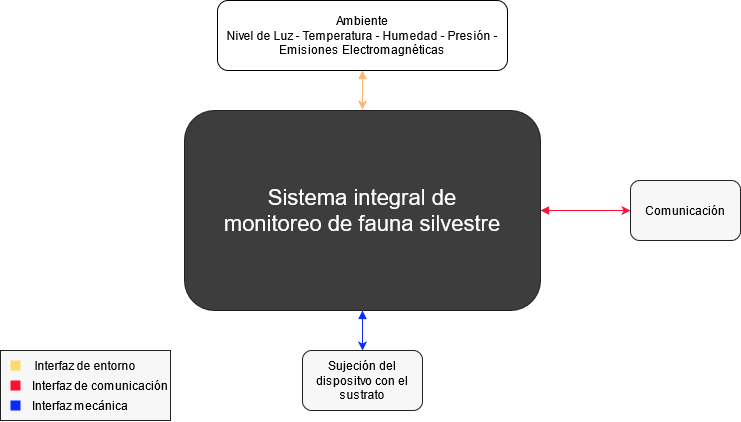 Ambiente
Nivel de Luz - Temperatura - Humedad - Presión -
Emisiones Electromagnéticas
Sistema integral de
monitoreo de fauna silvestre
Comunicación
Sujeción del
dispositvo con el
sustrato
Interfaz de entorno
Interfaz de comunicación
Interfaz mecánica